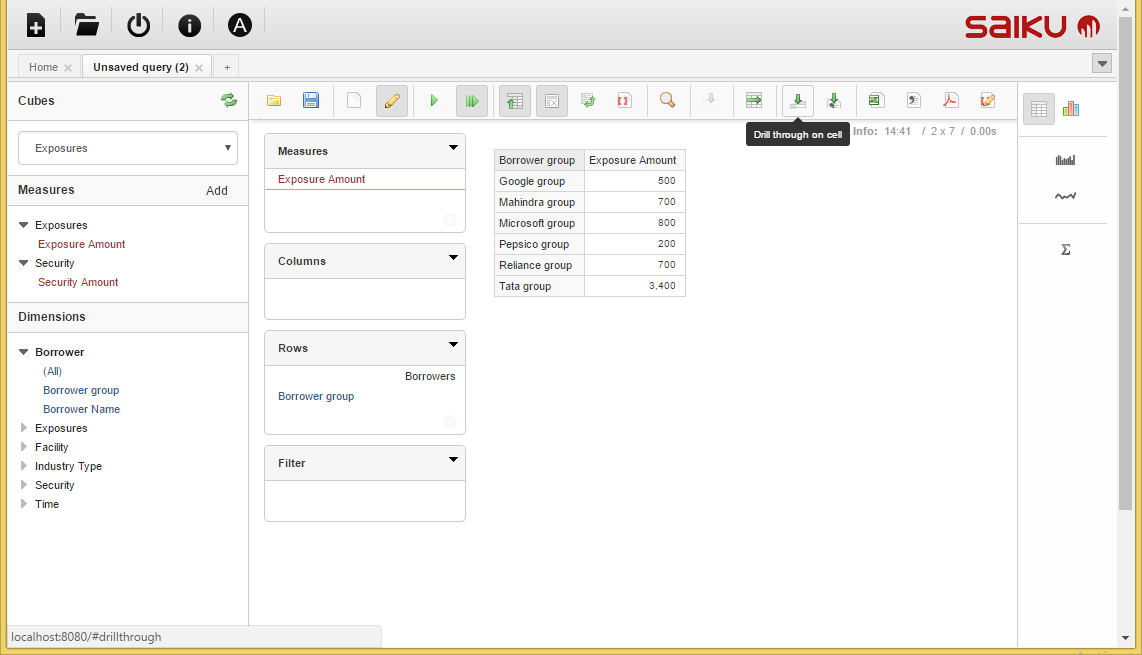 A
saiku
Home
Unsaved query (2)
+
Cubes
Exposures
Measures
Add
Exposures
Exposure Amount
Security
Security Amount
Dimensions
Borrower
(All)
Borrower group
Borrower Name
Exposures
Facility
Industry Type
Security
Time
Drill through on cell
Info: 14:41 / 2 x 7 / 0.00s
Measures
Exposure Amount
Columns
Rows
Borrowers
Borrower group
Filter
Borrower group Exposure Amount
Google group 500
Mahindra group 700
Microsoft group 800
Pepsico group 200
Reliance group 700
Tata group 3,400
Σ
localhost:8080/#drillthrough